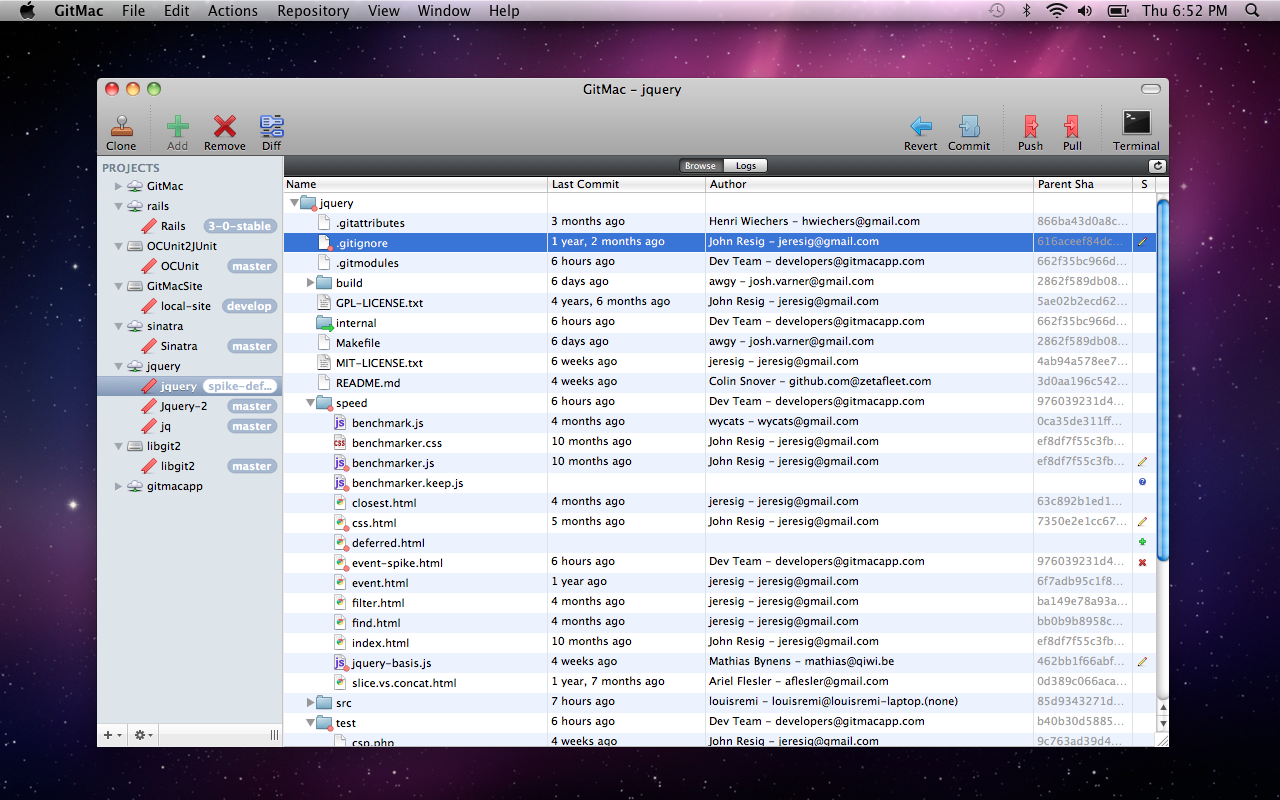 GitMac File Edit Actions Repository View Window Help Thu 6:52 PM
GitMac – jquery
Clone Add Remove Diff Revert Commit Push Pull Terminal
Browse Logs
PROJECTS
GitMac
rails
Rails 3-0-stable
OCUnit2JUnit
OCUnit master
GitMacSite
local-site develop
sinatra
Sinatra master
jquery
jquery spike-def...
Jquery-2 master
jq master
libgit2
libgit2 master
gitmacapp
Name Last Commit Author Parent Sha S
jquery
.gitattributes 3 months ago Henri Wiechers – hwiechers@gmail.com 866ba43d0a8c...
.gitignore 1 year, 2 months ago John Resig – jeresig@gmail.com 616aceef84dc...
.gitmodules 6 hours ago Dev Team – developers@gitmacapp.com 662f35bc966d...
build 6 days ago awgy – josh.varner@gmail.com 2862f589db08...
GPL-LICENSE.txt 4 years, 6 months ago John Resig – jeresig@gmail.com 5ae02b2ecd62...
internal 6 hours ago Dev Team – developers@gitmacapp.com 662f35bc966d...
Makefile 6 days ago awgy – josh.varner@gmail.com 2862f589db08...
MIT-LICENSE.txt 6 weeks ago jeresig – jeresig@gmail.com 4ab94a578ee7...
README.md 4 weeks ago Colin Snover – github.com@zetafleet.com 3d0aa196c542...
speed 6 hours ago Dev Team – developers@gitmacapp.com 976039231d4...
benchmark.js 4 months ago wycats – wycats@gmail.com 0ca35de311ff...
benchmarker.css 10 months ago John Resig – jeresig@gmail.com ef8df7f55c3fb...
benchmarker.js 10 months ago John Resig – jeresig@gmail.com ef8df7f55c3fb...
benchmarker.keep.js
closest.html 4 months ago jeresig – jeresig@gmail.com 63c892b1ed1...
css.html 5 months ago John Resig – jeresig@gmail.com 7350e2e1cc67...
deferred.html
event-spike.html 6 hours ago Dev Team – developers@gitmacapp.com 976039231d4...
event.html 1 year ago jeresig – jeresig@gmail.com 6f7adb95c1f8...
filter.html 4 months ago jeresig – jeresig@gmail.com ba149e78a93a...
find.html 4 months ago jeresig – jeresig@gmail.com bb0b9b8958c...
index.html 10 months ago John Resig – jeresig@gmail.com ef8df7f55c3fb...
jquery-basis.js 4 weeks ago Mathias Bynens – mathias@qiwi.be 462bb1f66abf...
slice.vs.concat.html 1 year, 7 months ago Ariel Flesler – aflesler@gmail.com 0d389c066aca...
src 7 hours ago louisremi – louisremi@louisremi-laptop.(none) 85d9343271d...
test 6 hours ago Dev Team – developers@gitmacapp.com b40b30d5885...
csp.php 4 weeks ago John Resig – jeresig@gmail.com 9c763ad39d4...